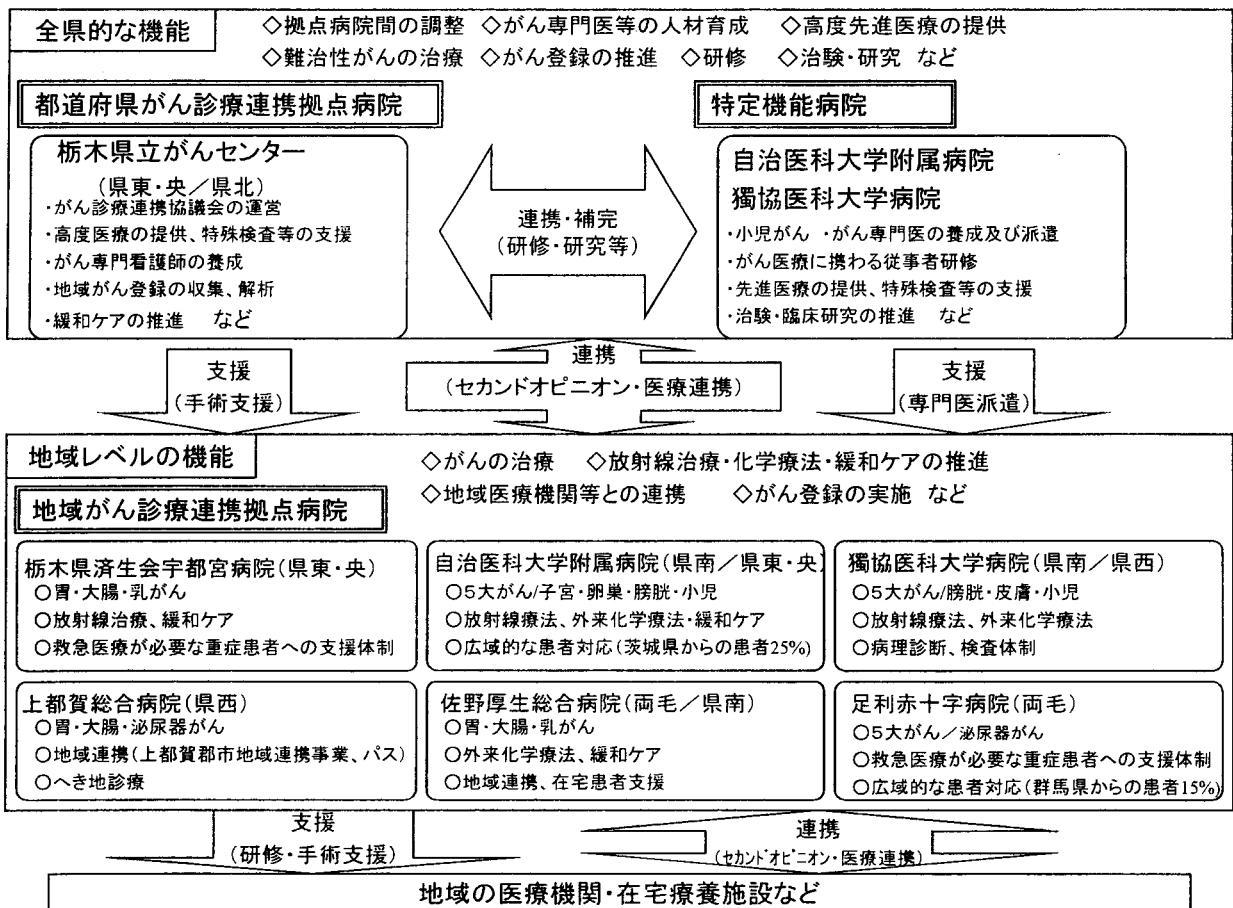 全県的な機能
◇拠点病院間の調整 ◇がん専門医等の人材育成 ◇高度先進医療の提供
◇難治性がんの治療 ◇がん登録の推進 ◇研修 ◇治験・研究 など
都道府県がん診療連携拠点病院
栃木県立がんセンター
(県東・央/県北)
・がん診療連携協議会の運営
・高度医療の提供、特殊検査等の支援
・がん専門看護師の養成
・地域がん登録の収集、解析
・緩和ケアの推進 など
連携・補完
(研修・研究等)
特定機能病院
自治医科大学附属病院
獨協医科大学病院
・小児がん ・がん専門医の養成及び派遣
・がん医療に携わる従事者研修
・先進医療の提供、特殊検査等の支援
・治験・臨床研究の推進 など
支援
(手術支援)
連携
(セカンドオピニオン・医療連携)
支援
(専門医派遣)
地域レベルの機能
◇がんの治療 ◇放射線治療・化学療法・緩和ケアの推進
◇地域医療機関等との連携 ◇がん登録の実施 など
地域がん診療連携拠点病院
栃木県済生会宇都宮病院(県東・央)
○胃・大腸・乳がん
○放射線治療、緩和ケア
○救急医療が必要な重症患者への支援体制
自治医科大学附属病院(県南/県東・央)
○5大がん/子宮・卵巣・膀胱・小児
○放射線療法、外来化学療法・緩和ケア
○広域的な患者対応(茨城県からの患者25%)
獨協医科大学病院(県南/県西)
○5大がん/膀胱・皮膚・小児
○放射線療法、外来化学療法
○病理診断、検査体制
上都賀総合病院(県西)
○胃・大腸・泌尿器がん
○地域連携(上都賀郡市地域連携事業、パス)
○へき地診療
佐野厚生総合病院(両毛/県南)
○胃・大腸・乳がん
○外来化学療法、緩和ケア
○地域連携、在宅患者支援
足利赤十字病院(両毛)
○5大がん/泌尿器がん
○救急医療が必要な重症患者への支援体制
○広域的な患者対応(群馬県からの患者15%)
支援
(研修・手術支援)
連携
(セカンドオピニオン・医療連携)
地域の医療機関・在宅療養施設など